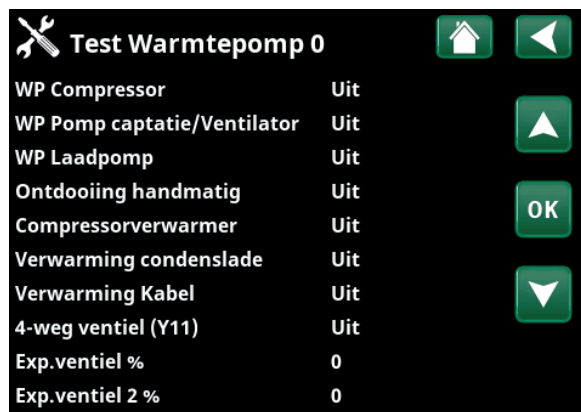 Test Warmtepomp 0
WP Compressor Uit
WP Pomp captatie/Ventilator Uit
WP Laadpomp Uit
Ontdooiing handmatig Uit
OK
Compressorverwarmer Uit
Verwarming condenslade Uit
Verwarming Kabel Uit
4-weg ventiel (Y11) Uit
Exp.ventiel % 0
Exp.ventiel 2 % 0